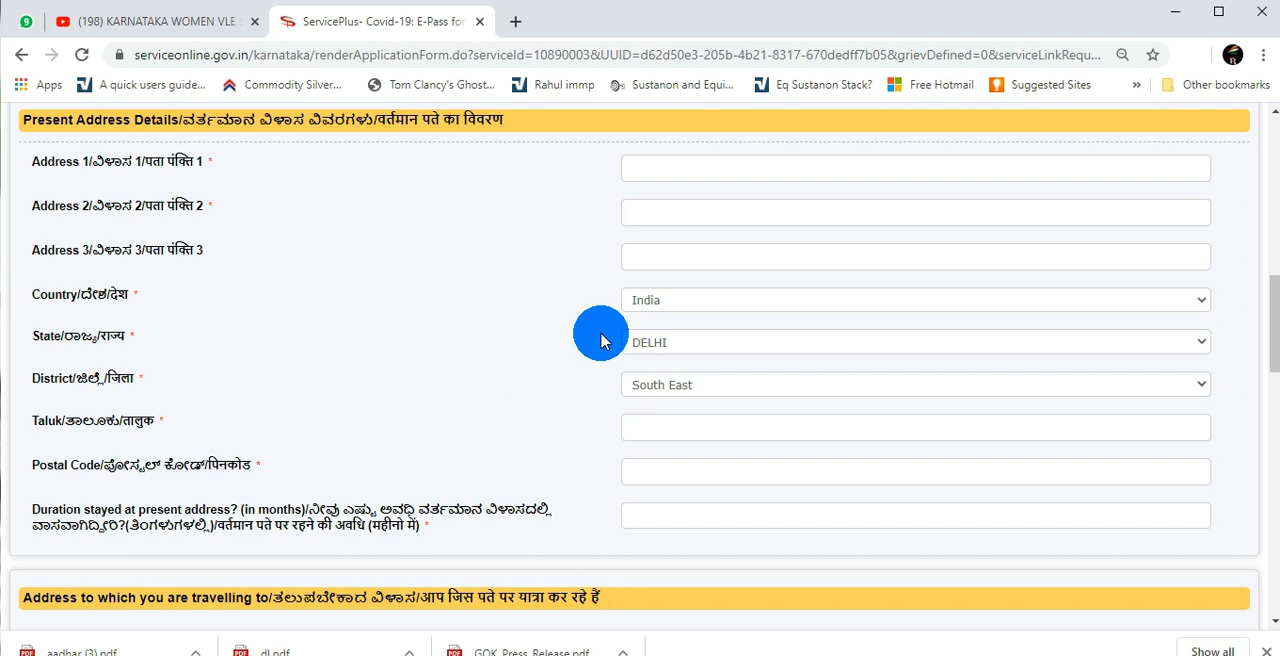 9
(198) KARNATAKA WOMEN VLE
ServicePlus- Covid-19: E-Pass for
serviceonline.gov.in/karnataka/renderApplicationForm.do?serviceId=10890003&UUID=d62d50e3-205b-4b21-8317-670dedff7b05&grievDefined=0&serviceLinkRequ...
Apps
A quick users guide...
Commodity Silver...
Tom Clancy's Ghost...
Rahul immp
Sustanon and Equi...
Eq Sustanon Stack?
Free Hotmail
Suggested Sites
»
Other bookmarks
Present Address Details/ವರ್ತಮಾನ ವಿಳಾಸ ವಿವರಗಳು/वर्तमान पते का विवरण
Address 1/ವಿಳಾಸ 1/पता पंक्ति 1 *
Address 2/ವಿಳಾಸ 2/पता पंक्ति 2 *
Address 3/ವಿಳಾಸ 3/पता पंक्ति 3
Country/ದೇಶ/देश * India
State/ರಾಜ್ಯ/राज्य * DELHI
District/ಜಿಲ್ಲೆ/जिला * South East
Taluk/ತಾಲೂಕು/तालुक *
Postal Code/ಪೋಸ್ಟಲ್ ಕೋಡ್/पिनकोड *
Duration stayed at present address? (in months)/ನೀವು ಎಷ್ಟು ಅವಧಿ ವರ್ತಮಾನ ವಿಳಾಸದಲ್ಲಿ
ವಾಸವಾಗಿದ್ದೀರಿ?(ತಿಂಗಳುಗಳಲ್ಲಿ)/वर्तमान पते पर रहने की अवधि (महीनो में) *
Address to which you are travelling to/ತಲುಪಬೇಕಾದ ವಿಳಾಸ/आप जिस पते पर यात्रा कर रहे हैं
aadhar (3).pdf
dl.pdf
GOK_Press_Release.pdf
Show all